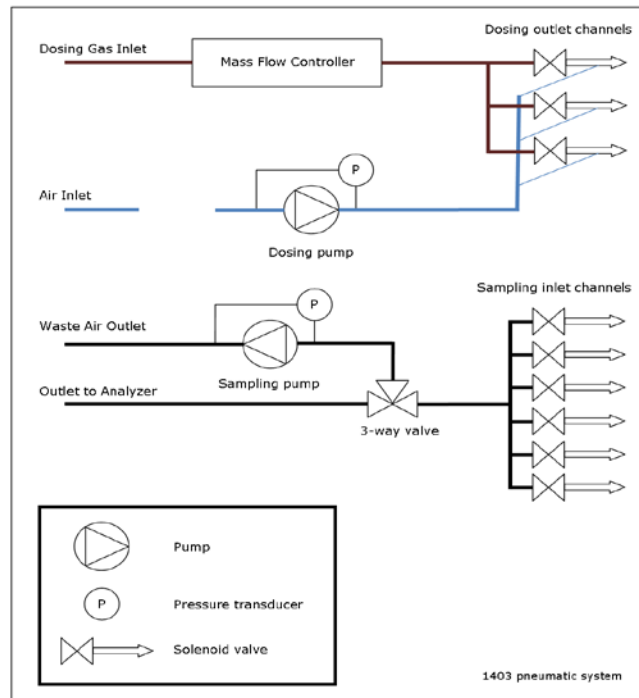 Dosing Gas Inlet
Mass Flow Controller
Dosing outlet channels
P
Air Inlet
Dosing pump
Sampling inlet channels
P
Waste Air Outlet
Sampling pump
Outlet to Analyzer
3-way valve
Pump
P
Pressure transducer
Solenoid valve
1403 pneumatic system